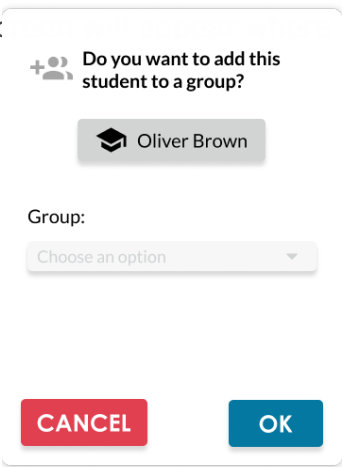 Do you want to add this
student to a group?
Oliver Brown
Group:
Choose an option
CANCEL
OK